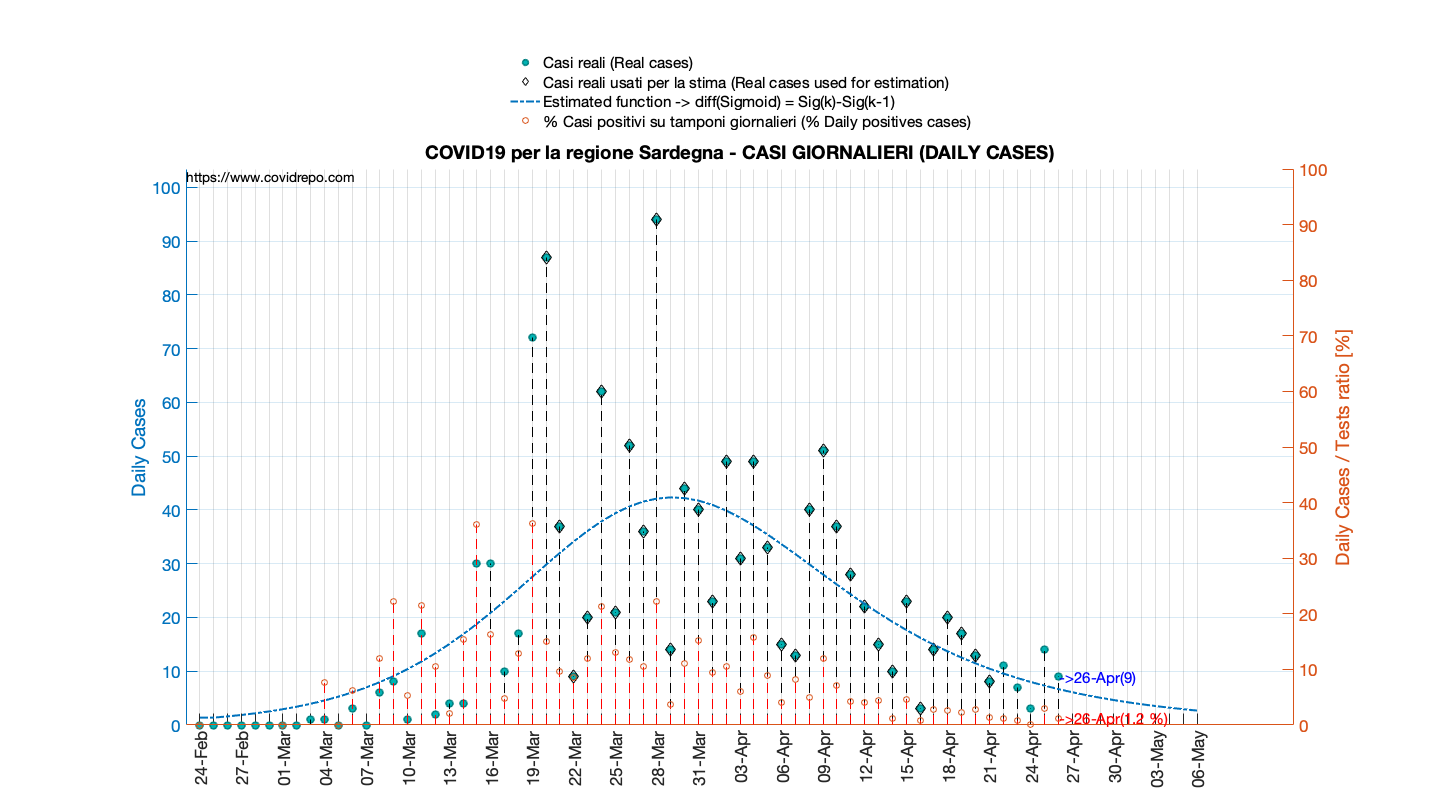 Casi reali (Real cases)
Casi reali usati per la stima (Real cases used for estimation)
Estimated function -> diff(Sigmoid) = Sig(k)-Sig(k-1)
% Casi positivi su tamponi giornalieri (% Daily positives cases)
COVID19 per la regione Sardegna - CASI GIORNALIERI (DAILY CASES)
https://www.covidrepo.com
Daily Cases
100
90
80
70
60
50
40
30
20
10
0
100
90
80
70
60
50
40
30
20
10
0
Daily Cases / Tests ratio [%]
->26-Apr(9)
->26-Apr(1.2 %)
24-Feb
27-Feb
01-Mar
04-Mar
07-Mar
10-Mar
13-Mar
16-Mar
19-Mar
22-Mar
25-Mar
28-Mar
31-Mar
03-Apr
06-Apr
09-Apr
12-Apr
15-Apr
18-Apr
21-Apr
24-Apr
27-Apr
30-Apr
03-May
06-May